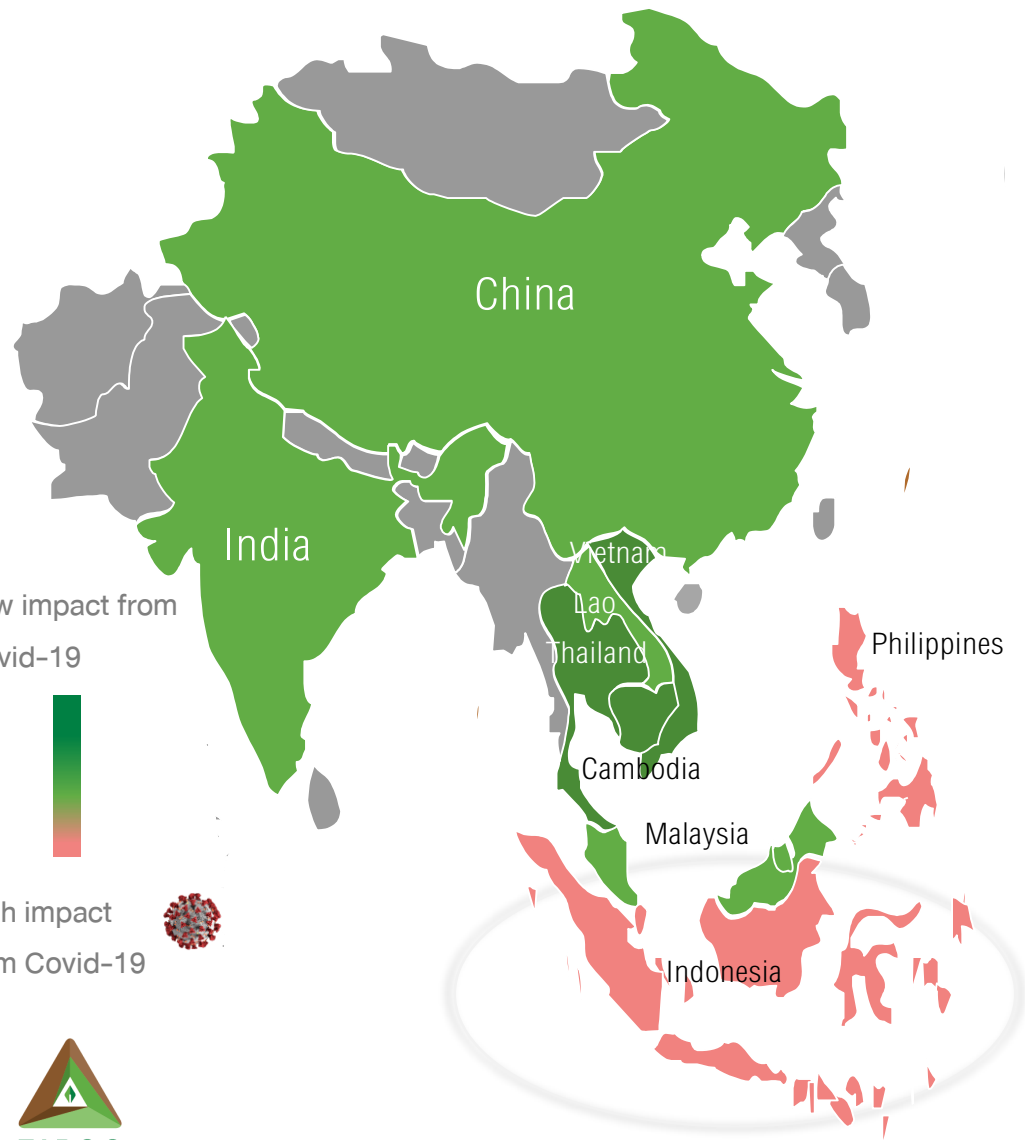 China
India
Vietnam
Lao
Thailand
w impact from
vid-19
Philippines
Cambodia
Malaysia
h impact
m Covid-19
Indonesia